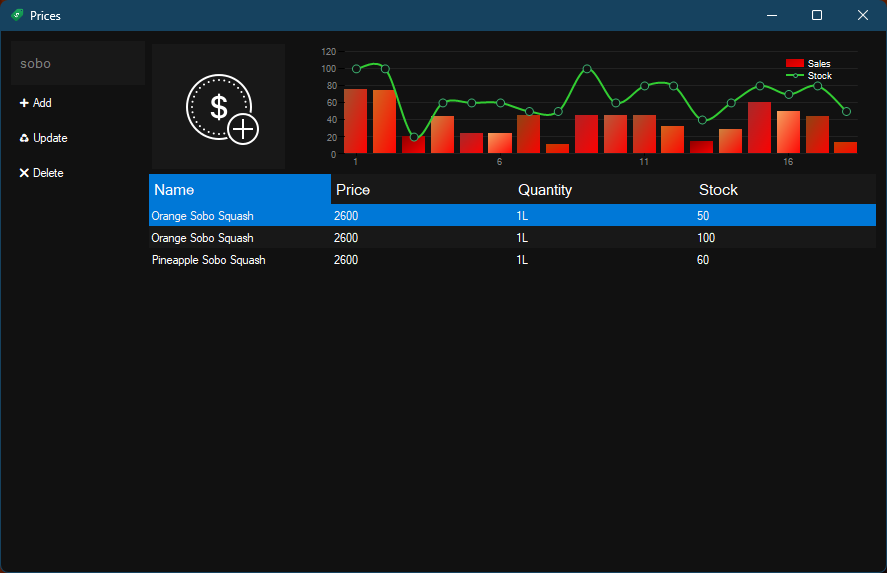 Prices
sobo
Add
Update
Delete
$
120
100
80
60
40
20
0
1 6 11 16
Sales
Stock
Name Price Quantity Stock
Orange Sobo Squash 2600 1L 50
Orange Sobo Squash 2600 1L 100
Pineapple Sobo Squash 2600 1L 60